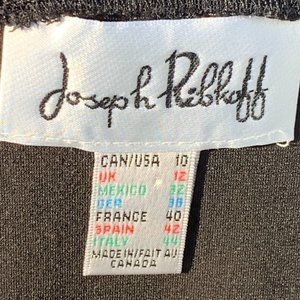 Joseph Ribkoff
CAN/USA 10
UK 12
MEXICO 32
GER 38
FRANCE 40
SPAIN 42
ITALY 44
MADE IN/FAIT AU
CANADA